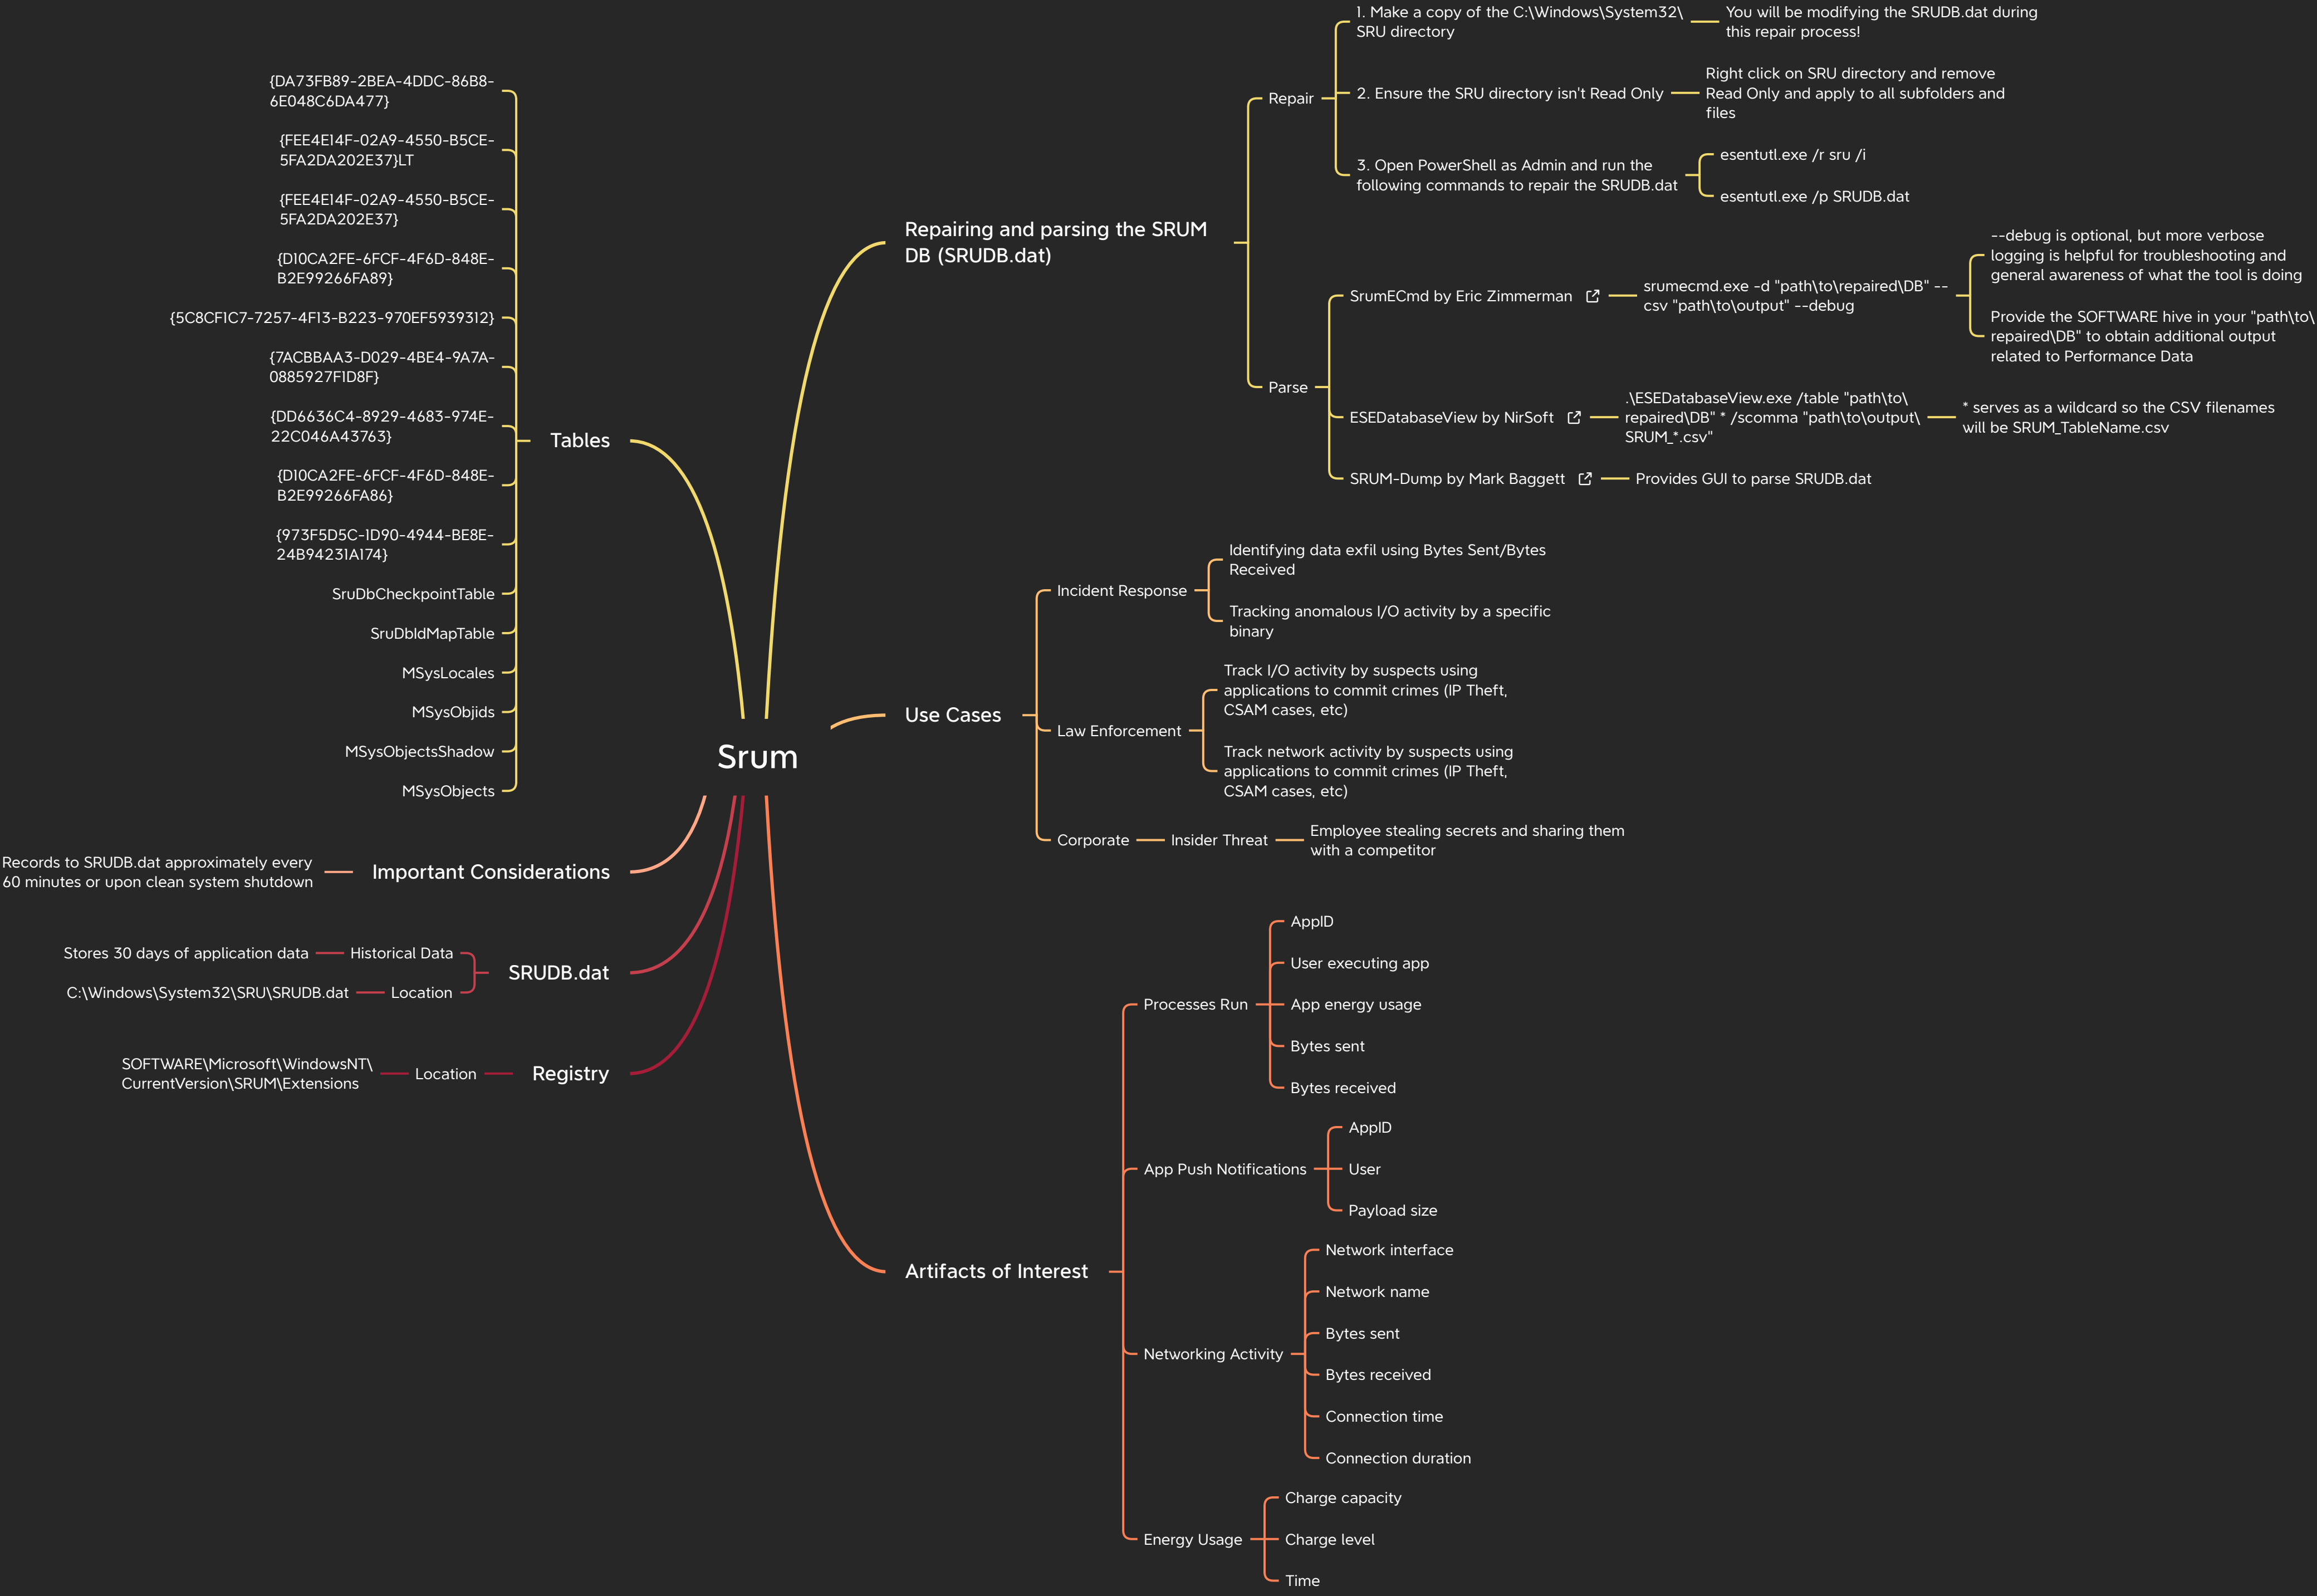 Srum
Repairing and parsing the SRUM
DB (SRUDB.dat)
Repair
1. Make a copy of the C:\Windows\System32\
SRU directory
You will be modifying the SRUDB.dat during
this repair process!
2. Ensure the SRU directory isn't Read Only
Right click on SRU directory and remove
Read Only and apply to all subfolders and
files
3. Open PowerShell as Admin and run the
following commands to repair the SRUDB.dat
esentutl.exe /r sru /i
esentutl.exe /p SRUDB.dat
Parse
SrumECmd by Eric Zimmerman
srumecmd.exe -d "path\to\repaired\DB" --
csv "path\to\output" --debug
--debug is optional, but more verbose
logging is helpful for troubleshooting and
general awareness of what the tool is doing
Provide the SOFTWARE hive in your "path\to\
repaired\DB" to obtain additional output
related to Performance Data
ESEDatabaseView by NirSoft
.\ESEDatabaseView.exe /table "path\to\
repaired\DB" * /scomma "path\to\output\
SRUM_*.csv"
* serves as a wildcard so the CSV filenames
will be SRUM_TableName.csv
SRUM-Dump by Mark Baggett
Provides GUI to parse SRUDB.dat
Use Cases
Incident Response
Identifying data exfil using Bytes Sent/Bytes
Received
Tracking anomalous I/O activity by a specific
binary
Law Enforcement
Track I/O activity by suspects using
applications to commit crimes (IP Theft,
CSAM cases, etc)
Track network activity by suspects using
applications to commit crimes (IP Theft,
CSAM cases, etc)
Corporate
Insider Threat
Employee stealing secrets and sharing them
with a competitor
Artifacts of Interest
Processes Run
AppID
User executing app
App energy usage
Bytes sent
Bytes received
App Push Notifications
AppID
User
Payload size
Networking Activity
Network interface
Network name
Bytes sent
Bytes received
Connection time
Connection duration
Energy Usage
Charge capacity
Charge level
Time
Tables
{DA73FB89-2BEA-4DDC-86B8-
6E048C6DA477}
{FEE4E14F-02A9-4550-B5CE-
5FA2DA202E37}LT
{FEE4E14F-02A9-4550-B5CE-
5FA2DA202E37}
{D10CA2FE-6FCF-4F6D-848E-
B2E99266FA89}
{5C8CF1C7-7257-4F13-B223-970EF5939312}
{7ACBBAA3-D029-4BE4-9A7A-
0885927F1D8F}
{DD6636C4-8929-4683-974E-
22C046A43763}
{D10CA2FE-6FCF-4F6D-848E-
B2E99266FA86}
{973F5D5C-1D90-4944-BE8E-
24B94231A174}
SruDbCheckpointTable
SruDbIdMapTable
MSysLocales
MSysObjids
MSysObjectsShadow
MSysObjects
Important Considerations
Records to SRUDB.dat approximately every
60 minutes or upon clean system shutdown
SRUDB.dat
Historical Data
Stores 30 days of application data
Location
C:\Windows\System32\SRU\SRUDB.dat
Registry
Location
SOFTWARE\Microsoft\WindowsNT\
CurrentVersion\SRUM\Extensions